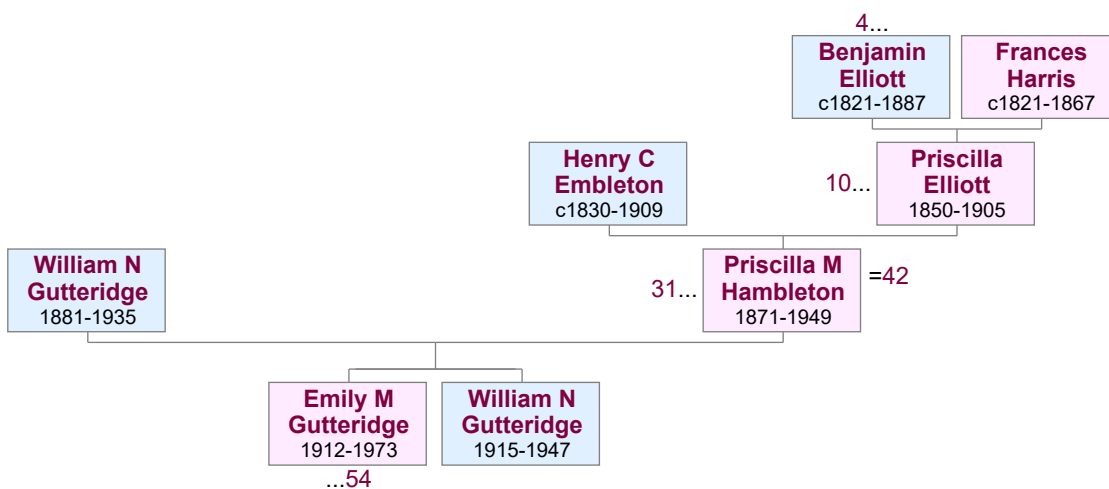 4...
Benjamin
Elliott
c1821-1887
Frances
Harris
c1821-1867
Henry C
Embleton
c1830-1909
10...
Priscilla
Elliott
1850-1905
William N
Gutteridge
1881-1935
31...
Priscilla M
Hambleton
1871-1949
=42
Emily M
Gutteridge
1912-1973
William N
Gutteridge
1915-1947
...54